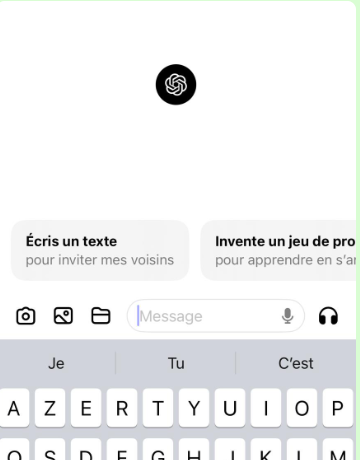 Écris un texte
pour inviter mes voisins
Invente un jeu de pro
pour apprendre en s'a
Message
Je Tu C'est
A Z E R T Y U I O P
Q S D F G H J K L M